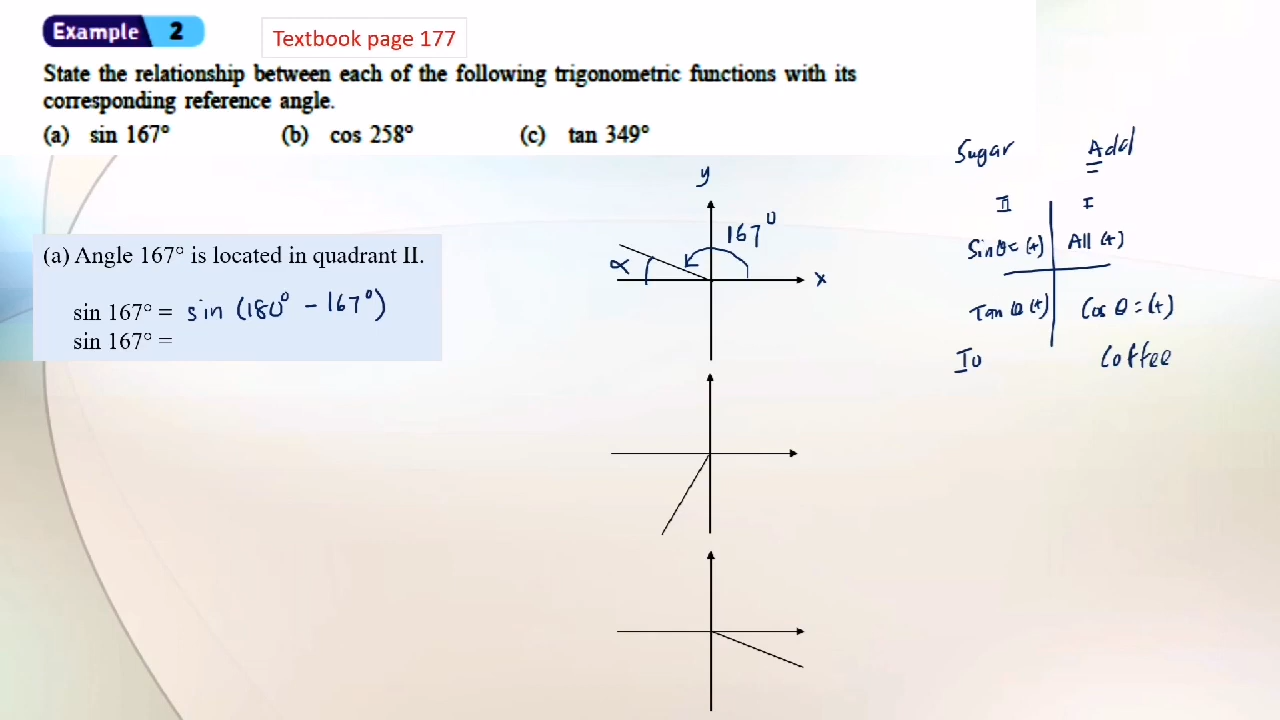 Example 2
Textbook page 177
State the relationship between each of the following trigonometric functions with its
corresponding reference angle.
(a) sin 167° (b) cos 258° (c) tan 349°
Sugar Add
II I
Sinθ= (+) All (+)
Tan θ (+) Cos θ = (+)
To Coffee
y
167°
α
x
(a) Angle 167° is located in quadrant II.
sin 167° = sin (180° - 167°)
sin 167° =